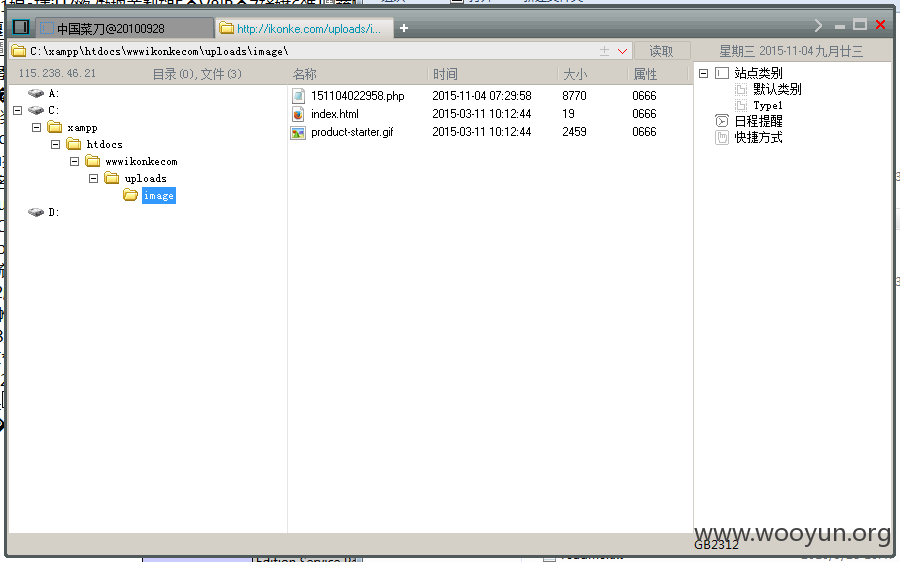 中国菜刀@20100928
http://ikonke.com/uploads/i...
C:\xampp\htdocs\wwwikonkecom\uploads\image\
读取
星期三 2015-11-04 九月廿三
115.238.46.21
目录(0),文件(3)
名称 时间 大小 属性
A:
C:
xampp
htdocs
wwwikonkecom
uploads
image
D:
151104022958.php 2015-11-04 07:29:58 8770 0666
index.html 2015-03-11 10:12:44 19 0666
product-starter.gif 2015-03-11 10:12:44 2459 0666
站点类别
默认类别
Type1
日程提醒
快捷方式
www.wooyun.org
GB2312